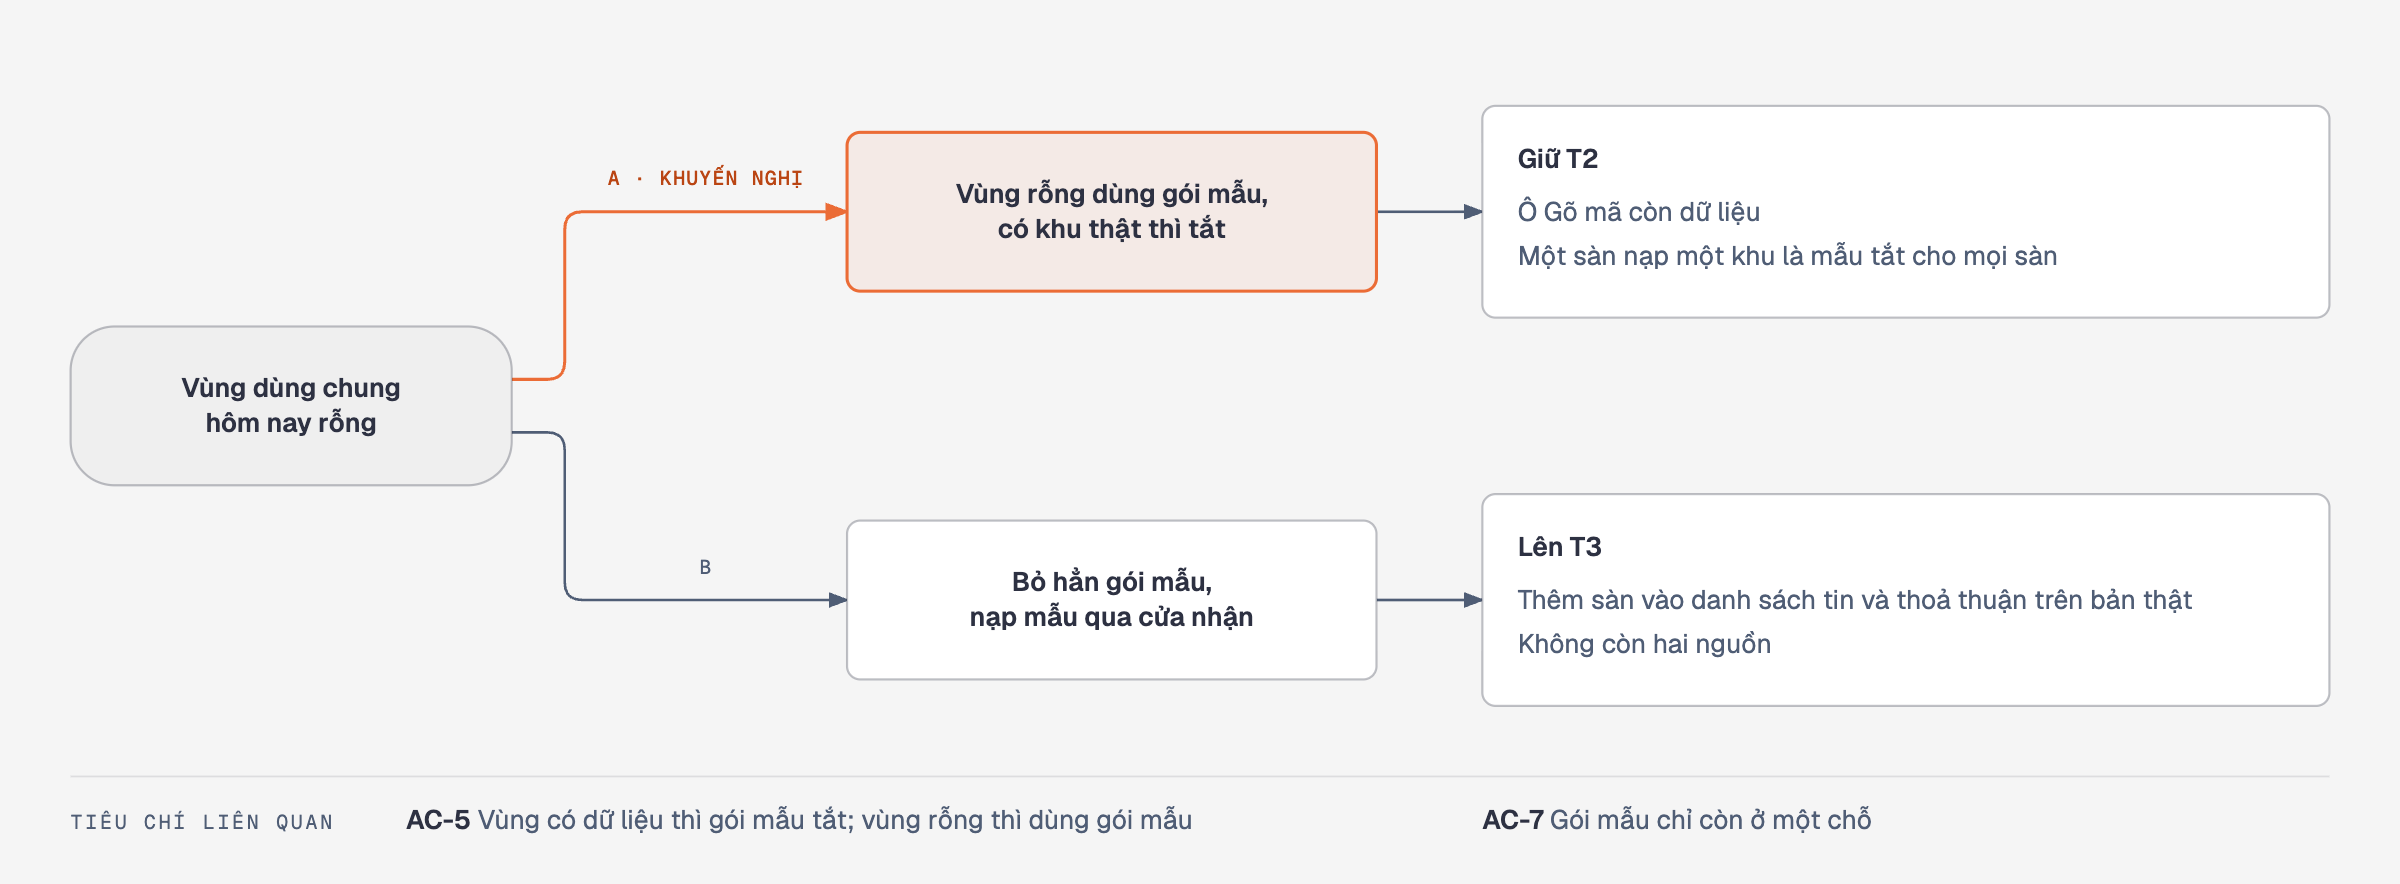 A · KHUYẾN NGHỊ
Vùng rỗng dùng gói mẫu,
có khu thật thì tắt
Giữ T2
Ô Gõ mã còn dữ liệu
Một sàn nạp một khu là mẫu tắt cho mọi sàn
Vùng dùng chung
hôm nay rỗng
B
Bỏ hẳn gói mẫu,
nạp mẫu qua cửa nhận
Lên T3
Thêm sàn vào danh sách tin và thoả thuận trên bản thật
Không còn hai nguồn
TIÊU CHÍ LIÊN QUAN
AC-5 Vùng có dữ liệu thì gói mẫu tắt; vùng rỗng thì dùng gói mẫu
AC-7 Gói mẫu chỉ còn ở một chỗ